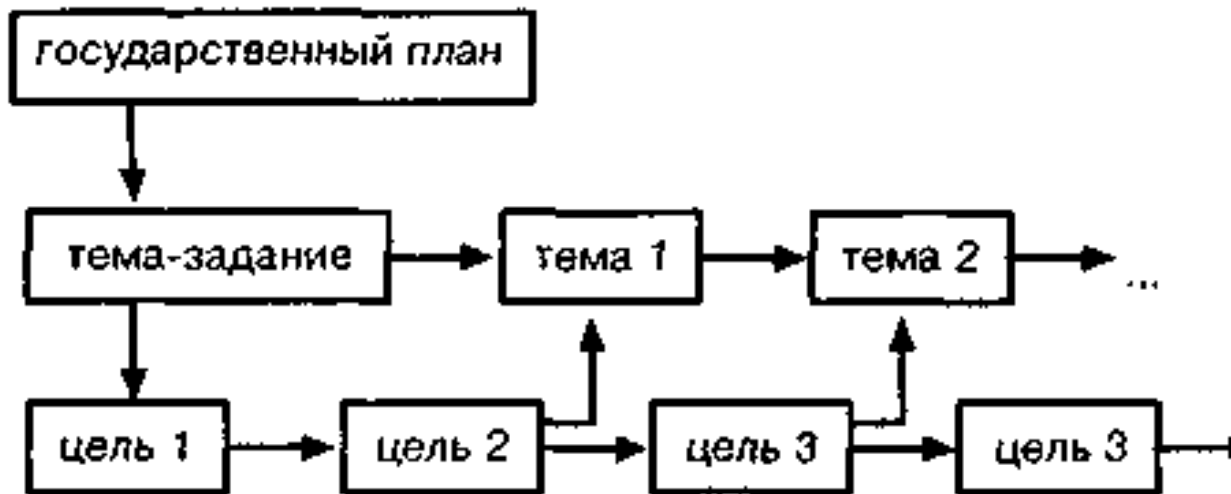 государственный план
тема-задание
тема 1
тема 2
...
цель 1
цель 2
цель 3
цель 3